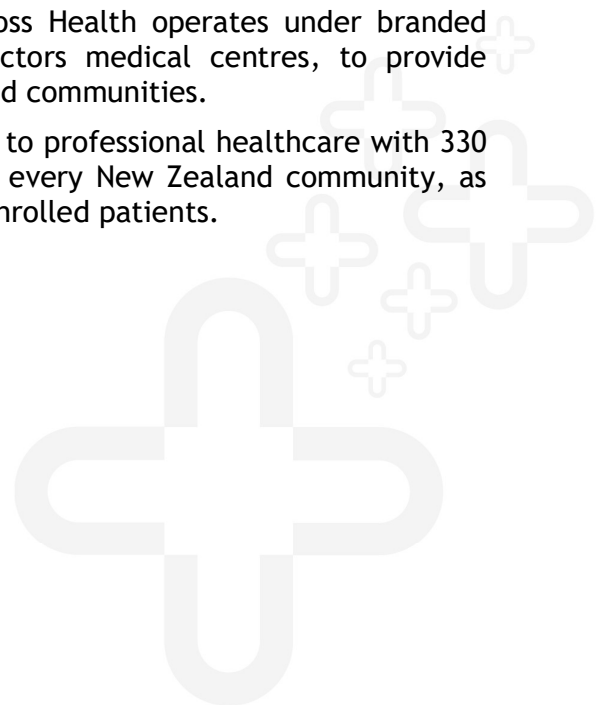 oss Health operates under branded
ctors medical centres, to provide
d communities.
to professional healthcare with 330
every New Zealand community, as
nrolled patients.